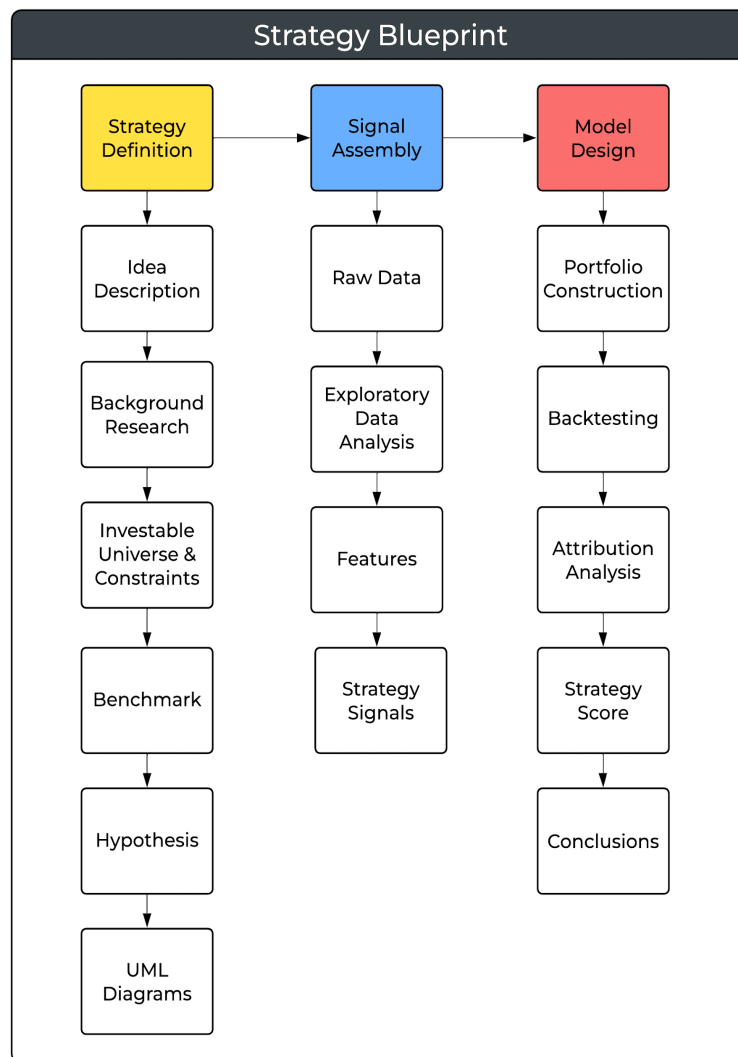 Strategy Blueprint
Strategy
Definition
Idea
Description
Background
Research
Investable
Universe &
Constraints
Benchmark
Hypothesis
UML
Diagrams
Signal
Assembly
Raw Data
Exploratory
Data
Analysis
Features
Strategy
Signals
Model
Design
Portfolio
Construction
Backtesting
Attribution
Analysis
Strategy
Score
Conclusions